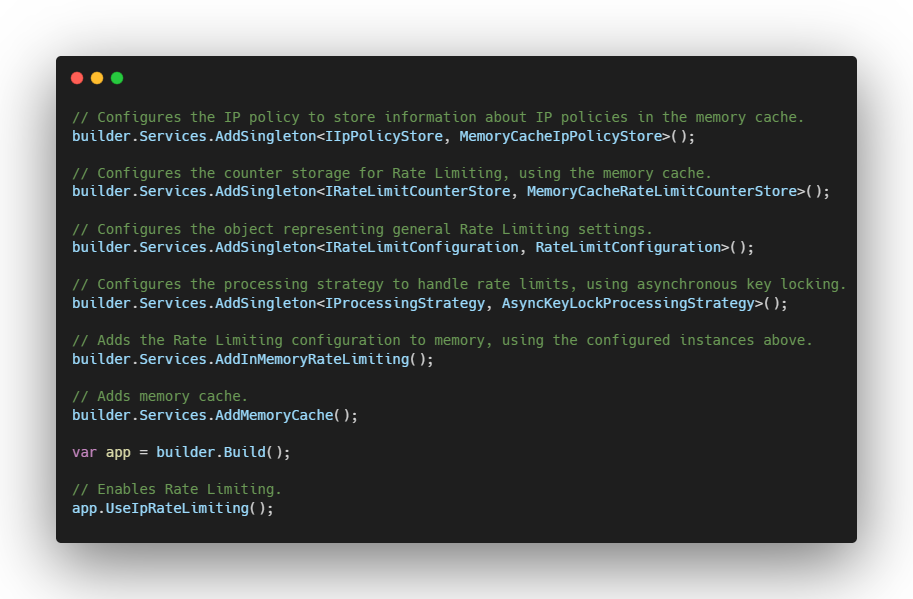 // Configures the IP policy to store information about IP policies in the memory cache.
builder.Services.AddSingleton<IIpPolicyStore, MemoryCacheIpPolicyStore>();
// Configures the counter storage for Rate Limiting, using the memory cache.
builder.Services.AddSingleton<IRateLimitCounterStore, MemoryCacheRateLimitCounterStore>();
// Configures the object representing general Rate Limiting settings.
builder.Services.AddSingleton<IRateLimitConfiguration, RateLimitConfiguration>();
// Configures the processing strategy to handle rate limits, using asynchronous key locking.
builder.Services.AddSingleton<IProcessingStrategy, AsyncKeyLockProcessingStrategy>();
// Adds the Rate Limiting configuration to memory, using the configured instances above.
builder.Services.AddInMemoryRateLimiting();
// Adds memory cache.
builder.Services.AddMemoryCache();
var app = builder.Build();
// Enables Rate Limiting.
app.UseIpRateLimiting();